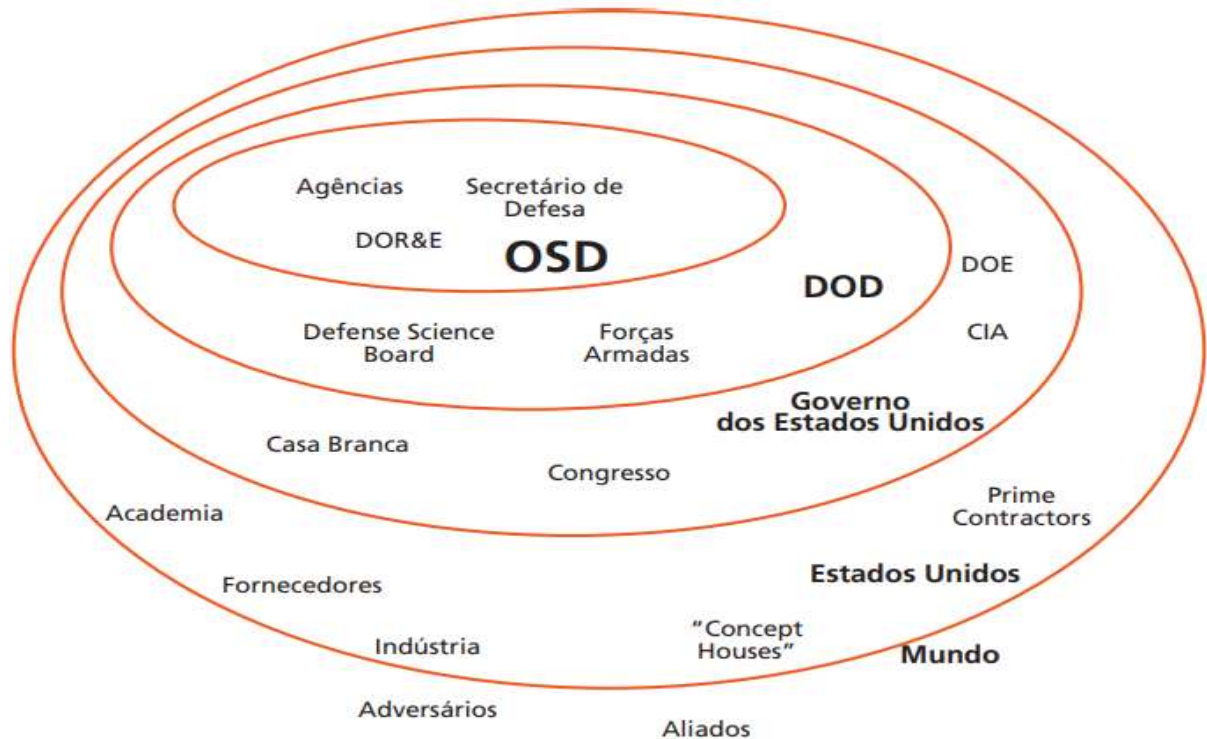 Agências
Secretário de
Defesa
DOR&E
OSD
DOD
DOE
Defense Science
Board
Forças
Armadas
CIA
Governo
dos Estados Unidos
Casa Branca
Congresso
Academia
Prime
Contractors
Fornecedores
Estados Unidos
Indústria
“Concept
Houses”
Mundo
Adversários
Aliados